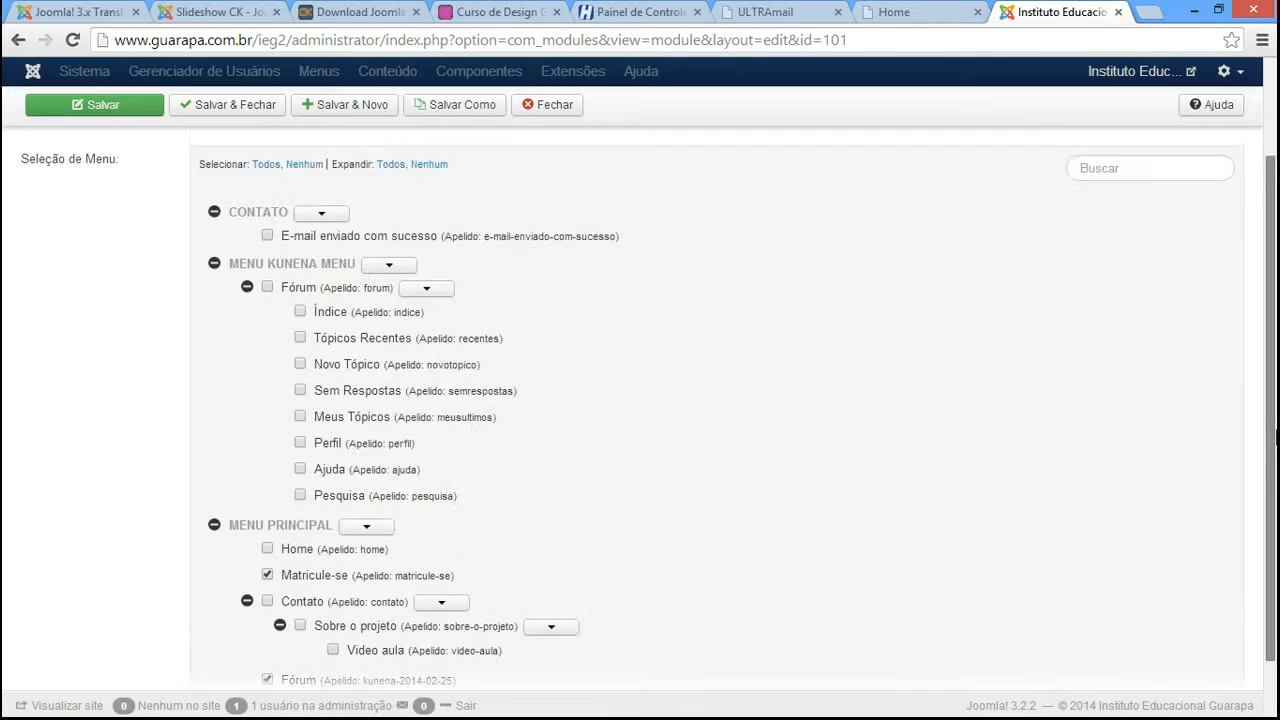 Joomla! 3.x Transl
Slideshow CK - Jo
Download Joomla
Curso de Design G
Painel de Control
ULTRAmail
Home
Instituto Educacio
www.guarapa.com.br/ieg2/administrator/index.php?option=com_modules&view=module&layout=edit&id=101
Sistema Gerenciador de Usuários Menus Conteúdo Componentes Extensões Ajuda Instituto Educ...
Salvar Salvar & Fechar Salvar & Novo Salvar Como Fechar Ajuda
Seleção de Menu:
Selecionar: Todos, Nenhum | Expandir: Todos, Nenhum
Buscar
CONTATO
E-mail enviado com sucesso (Apelido: e-mail-enviado-com-sucesso)
MENU KUNENA MENU
Fórum (Apelido: forum)
Índice (Apelido: indice)
Tópicos Recentes (Apelido: recentes)
Novo Tópico (Apelido: novotopico)
Sem Respostas (Apelido: semrespostas)
Meus Tópicos (Apelido: meusultimos)
Perfil (Apelido: perfil)
Ajuda (Apelido: ajuda)
Pesquisa (Apelido: pesquisa)
MENU PRINCIPAL
Home (Apelido: home)
Matricule-se (Apelido: matricule-se)
Contato (Apelido: contato)
Sobre o projeto (Apelido: sobre-o-projeto)
Video aula (Apelido: video-aula)
Fórum (Apelido: kunena-2014-02-25)
Visualizar site 0 Nenhum no site 1 1 usuário na administração 0 Sair
Joomla! 3.2.2 — © 2014 Instituto Educacional Guarapa